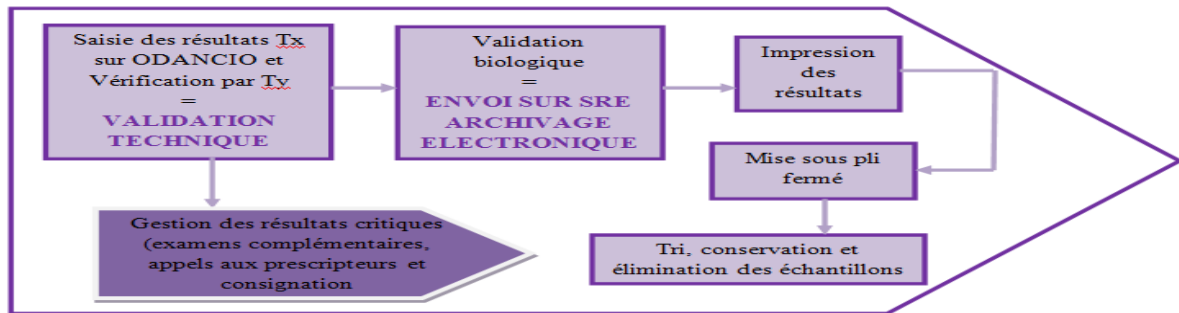 Saisie des résultats Tx
sur ODANCIO et
Vérification par Ty
=
VALIDATION
TECHNIQUE
Validation
biologique
=
ENVOI SUR SRE
ARCHIVAGE
ELECTRONIQUE
Impression
des
résultats
Mise sous pli
fermé
Gestion des résultats critiques
(examens complémentaires,
appels aux prescripteurs et
consignation
Tri, conservation et
élimination des échantillons